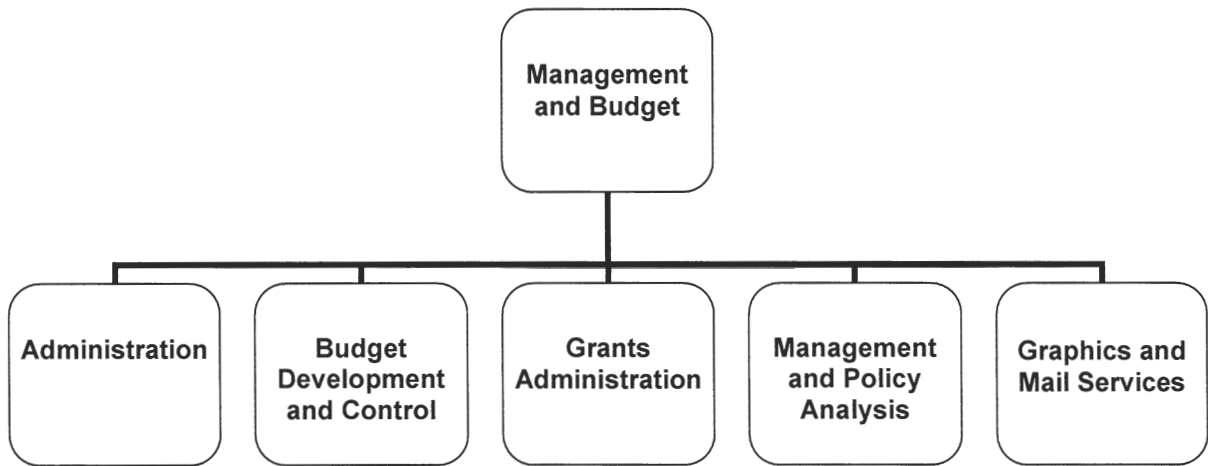 Management
and Budget
Administration
Budget
Development
and Control
Grants
Administration
Management
and Policy
Analysis
Graphics and
Mail Services